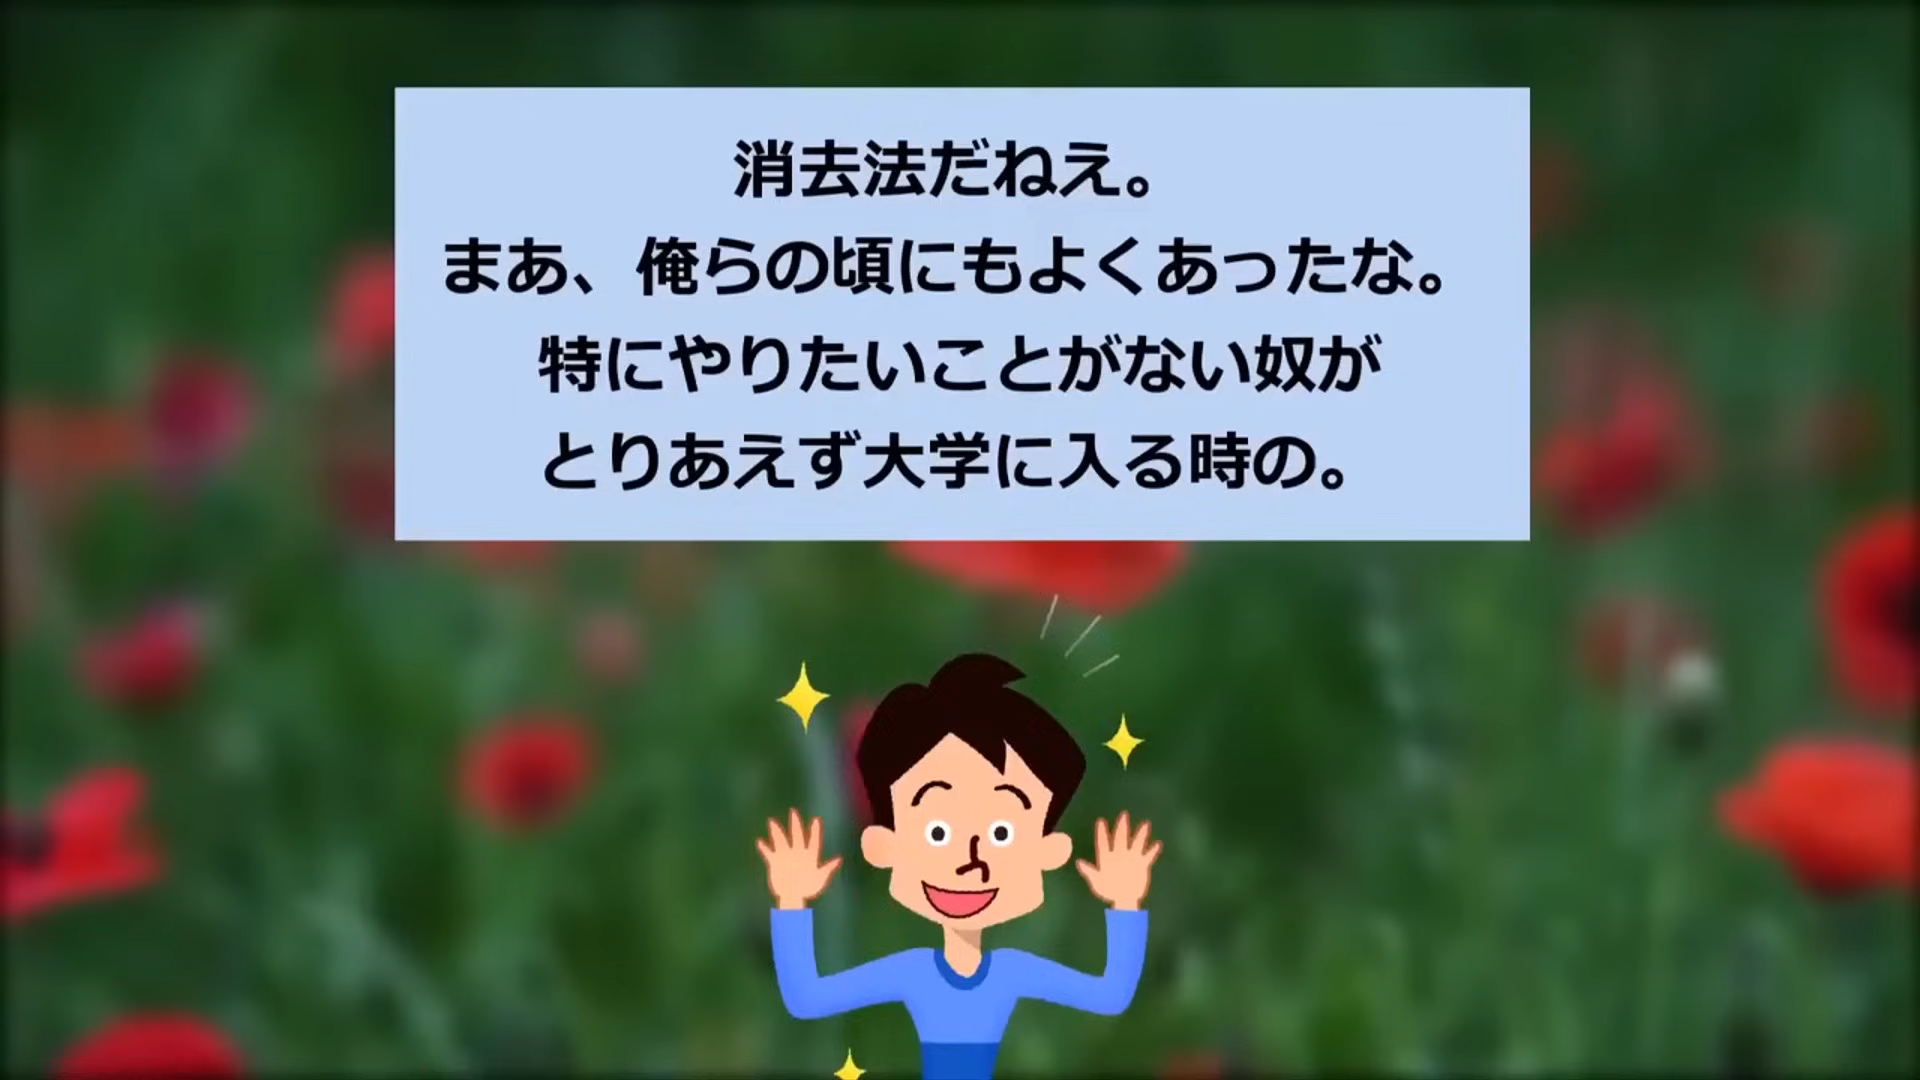 消去法だねえ。
まあ、俺らの頃にもよくあったな。
特にやりたいことがない奴が
とりあえず大学に入る時の。